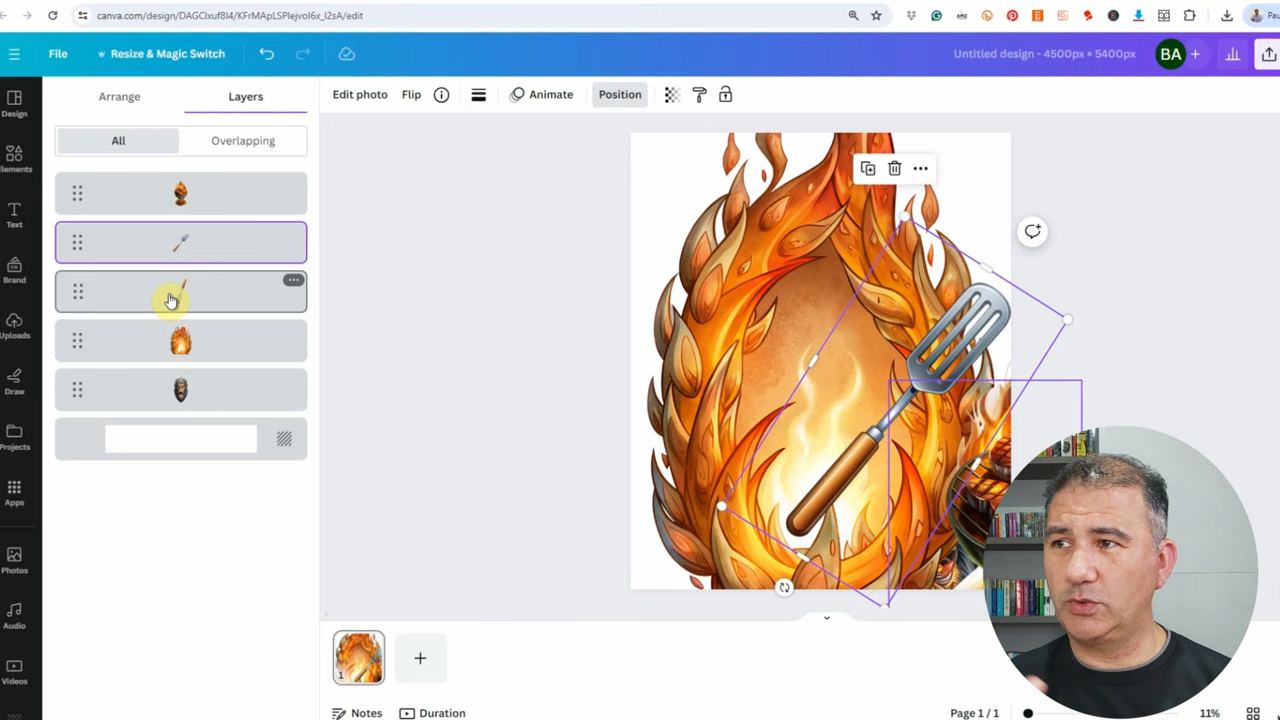 canva.com/design/DAGClxuf8I4/KFrMApLSPIejvoI6x_I2sA/edit
File
Resize & Magic Switch
Untitled design - 4500px × 5400px
BA
Design
Elements
Text
Brand
Uploads
Draw
Projects
Apps
Photos
Audio
Videos
Arrange
Layers
All
Overlapping
Edit photo
Flip
Animate
Position
1
Notes
Duration
Page 1 / 1
11%